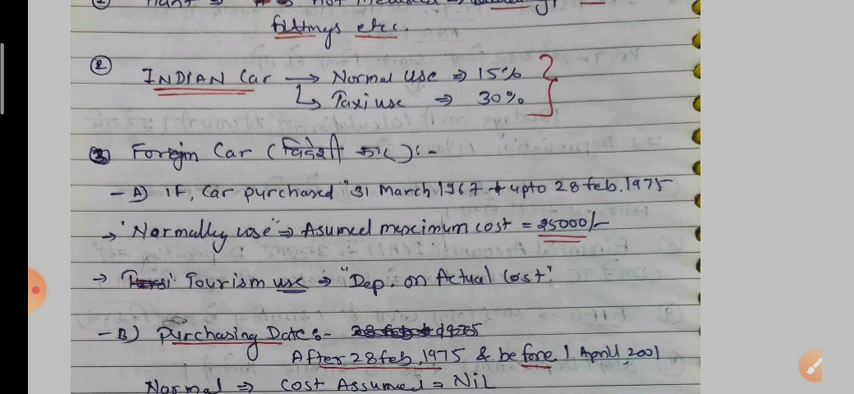 fittings etc.
② INDIAN Car → Normal Use ⇒ 15%
↳ Taxi use ⇒ 30%
③ Foreign Car (विदेशी कार) :-
- A) If, Car purchased "31 March 1967 + upto 28 feb. 1975
→ "Normally use" ⇒ Asumed meximum cost = 25000/-
→ Tourism use ⇒ "Dep. on Actual Cost".
- B) Purchasing Date :-
After 28 feb, 1975 & before 1 April, 2001
Normal ⇒ Cost Assumed = NiL